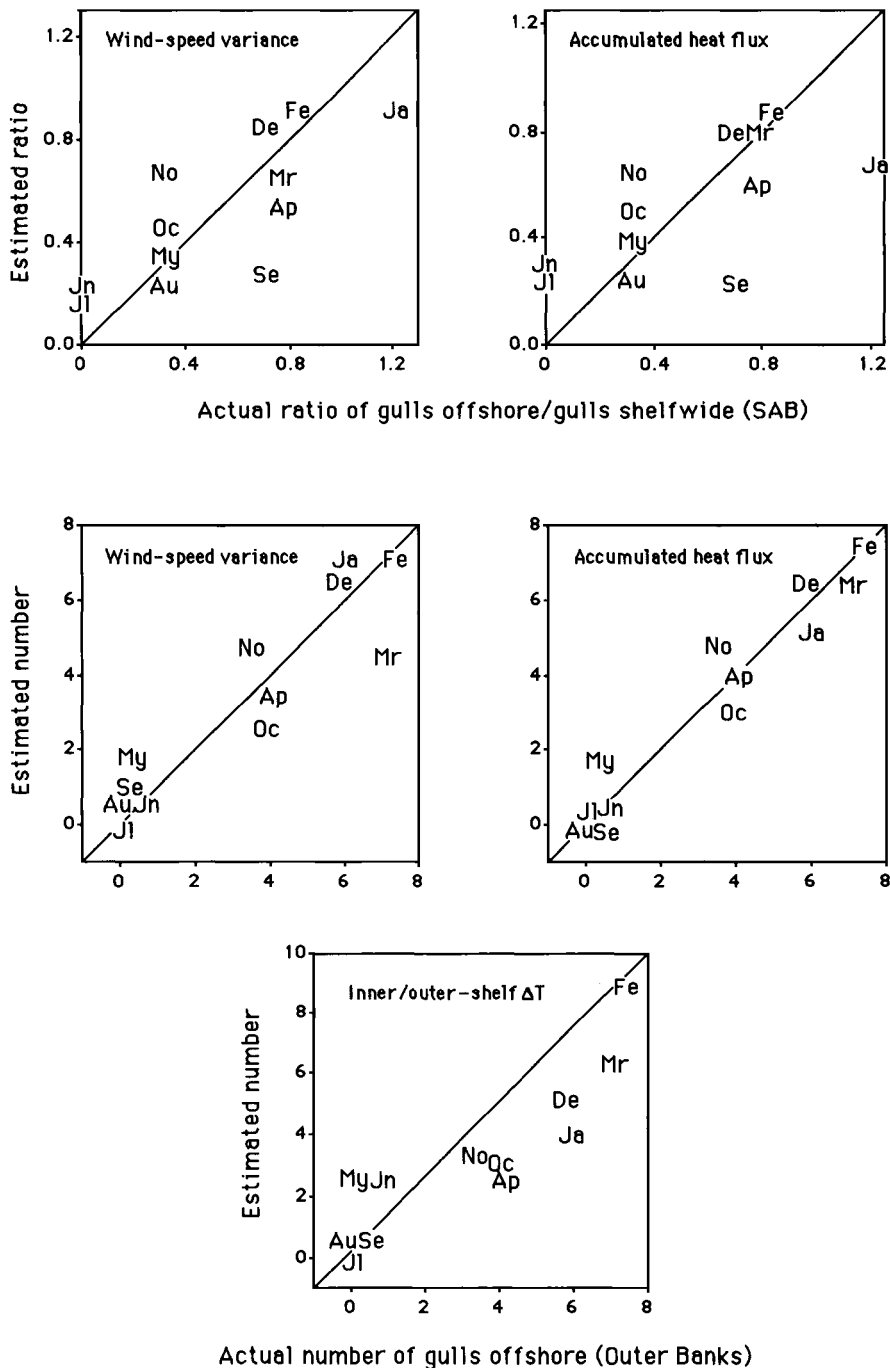 Wind-speed variance
Accumulated heat flux
Estimated ratio
1.2
0.8
0.4
0.0
Fe
Ja
De
No
Mr
Ap
Oc
My
Au
Se
Jn
Jl
0
0.4
0.8
1.2
1.2
0.8
0.4
0.0
Fe
DeMr
Ja
No
Ap
Oc
My
Jn
Jl
Au
Se
0
0.4
0.8
1.2
Actual ratio of gulls offshore/gulls shelfwide (SAB)
Wind-speed variance
Accumulated heat flux
Estimated number
8
6
4
2
0
Ja
Fe
De
No
Mr
Ap
Oc
My
Se
AuJn
Jl
0
2
4
6
8
8
6
4
2
0
Fe
De
Mr
Ja
No
Ap
Oc
My
JlJn
AuSe
0
2
4
6
8
Inner/outer-shelf ΔT
Estimated number
10
8
6
4
2
0
Fe
Mr
De
Ja
No
Oc
Ap
MyJn
AuSe
Jl
0
2
4
6
8
Actual number of gulls offshore (Outer Banks)